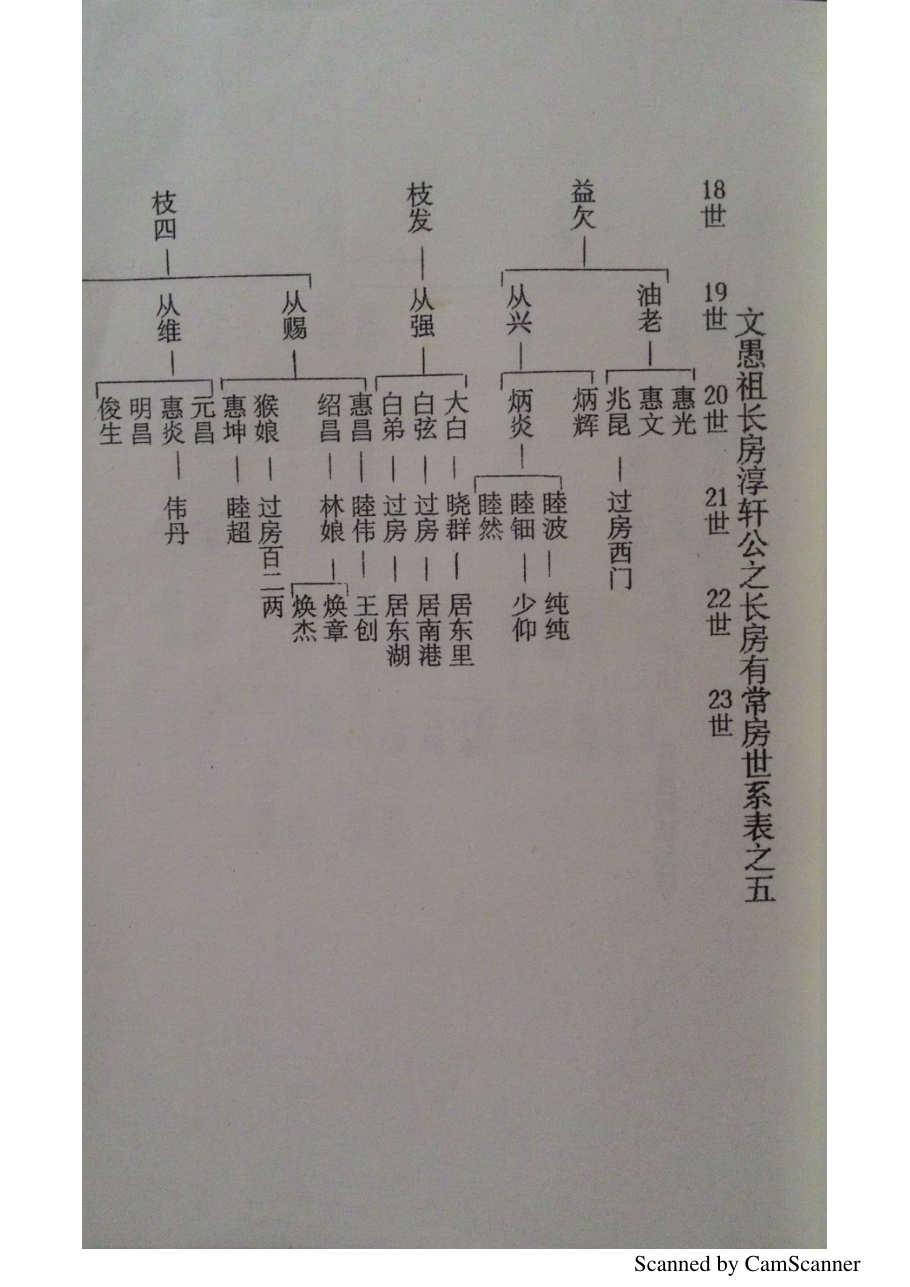 文愚祖长房淳轩公之长房有常房世系表之五
18世
19世
20世
21世
22世
23世
益欠
油老
惠光
惠文
兆昆
过房西门
从兴
炳辉
炳炎
睦波
纯纯
睦钿
少仰
睦然
枝发
从强
大白
晓群
居东里
白弦
过房
居南港
白弟
过房
居东湖
枝四
从赐
惠昌
睦伟
王创
绍昌
林娘
焕章
焕杰
猴娘
过房百二两
惠坤
睦超
从维
元昌
惠炎
伟丹
明昌
俊生
Scanned by CamScanner